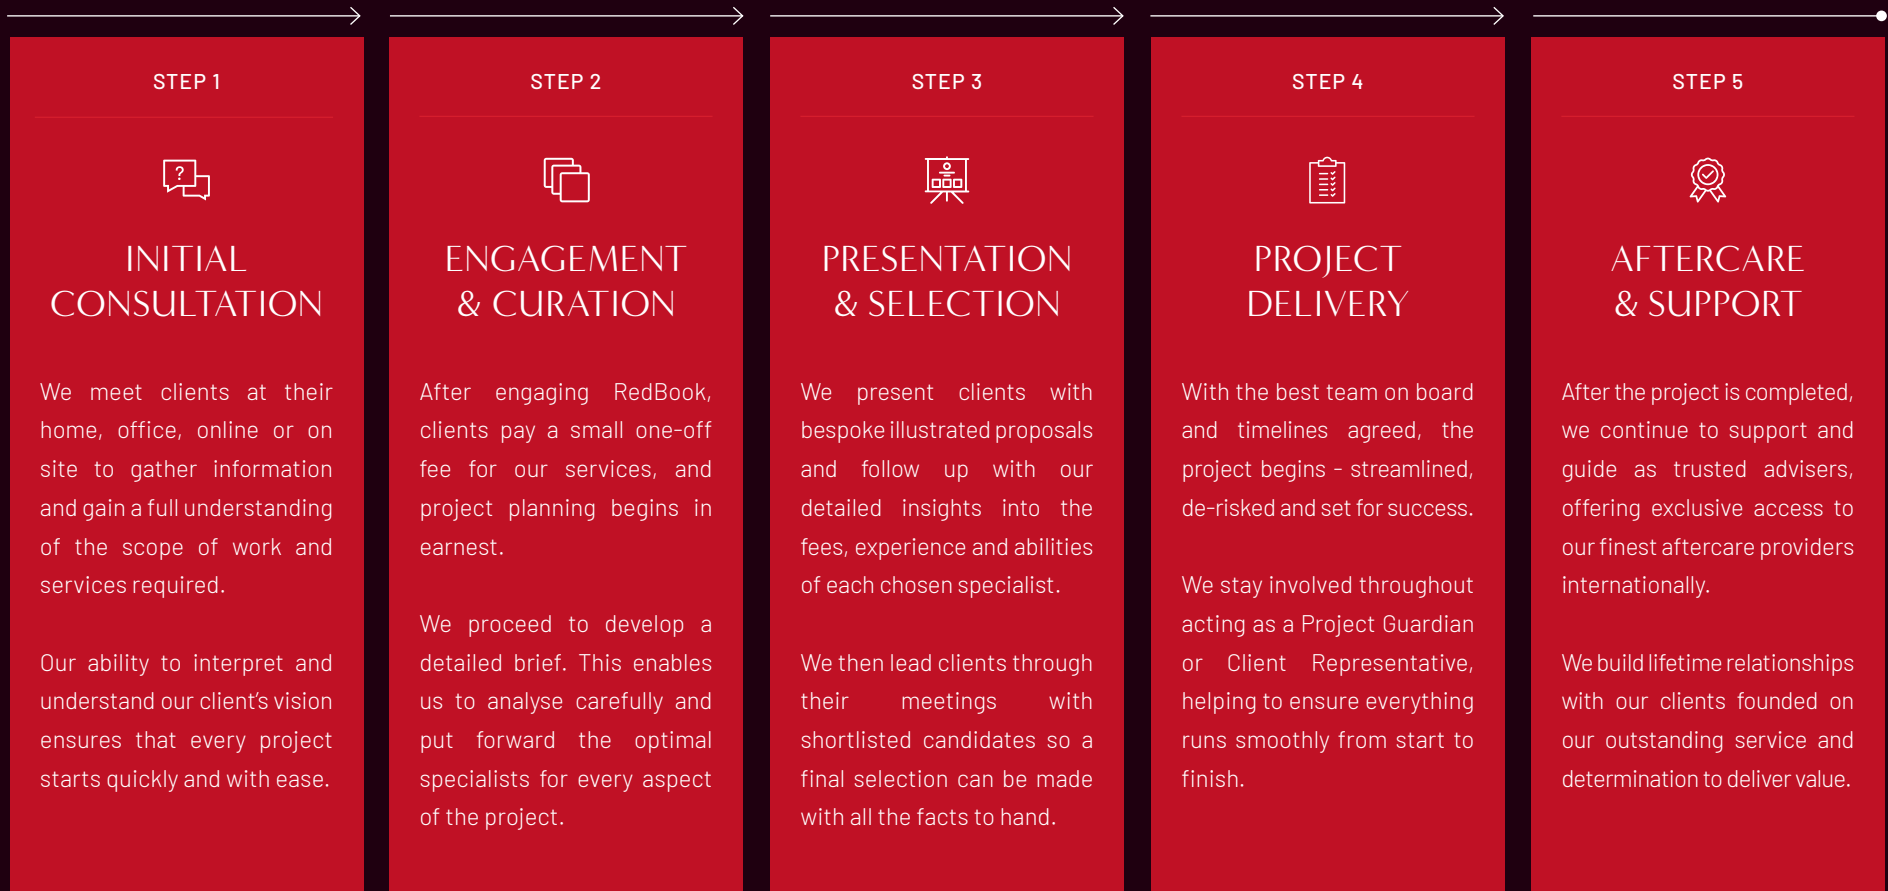 STEP 1
INITIAL
CONSULTATION
We meet clients at their
home, office, online or on
site to gather information
and gain a full understanding
of the scope of work and
services required.
Our ability to interpret and
understand our client's vision
ensures that every project
starts quickly and with ease.
STEP 2
ENGAGEMENT
& CURATION
After engaging RedBook,
clients pay a small one-off
fee for our services, and
project planning begins in
earnest.
We proceed to develop a
detailed brief. This enables
us to analyse carefully and
put forward the optimal
specialists for every aspect
of the project.
STEP 3
PRESENTATION
& SELECTION
We present clients with
bespoke illustrated proposals
and follow up with our
detailed insights into the
fees, experience and abilities
of each chosen specialist.
We then lead clients through
their meetings with
shortlisted candidates so a
final selection can be made
with all the facts to hand.
STEP 4
PROJECT
DELIVERY
With the best team on board
and timelines agreed, the
project begins - streamlined,
de-risked and set for success.
We stay involved throughout
acting as a Project Guardian
or Client Representative,
helping to ensure everything
runs smoothly from start to
finish.
STEP 5
AFTERCARE
& SUPPORT
After the project is completed,
we continue to support and
guide as trusted advisers,
offering exclusive access to
our finest aftercare providers
internationally.
We build lifetime relationships
with our clients founded on
our outstanding service and
determination to deliver value.